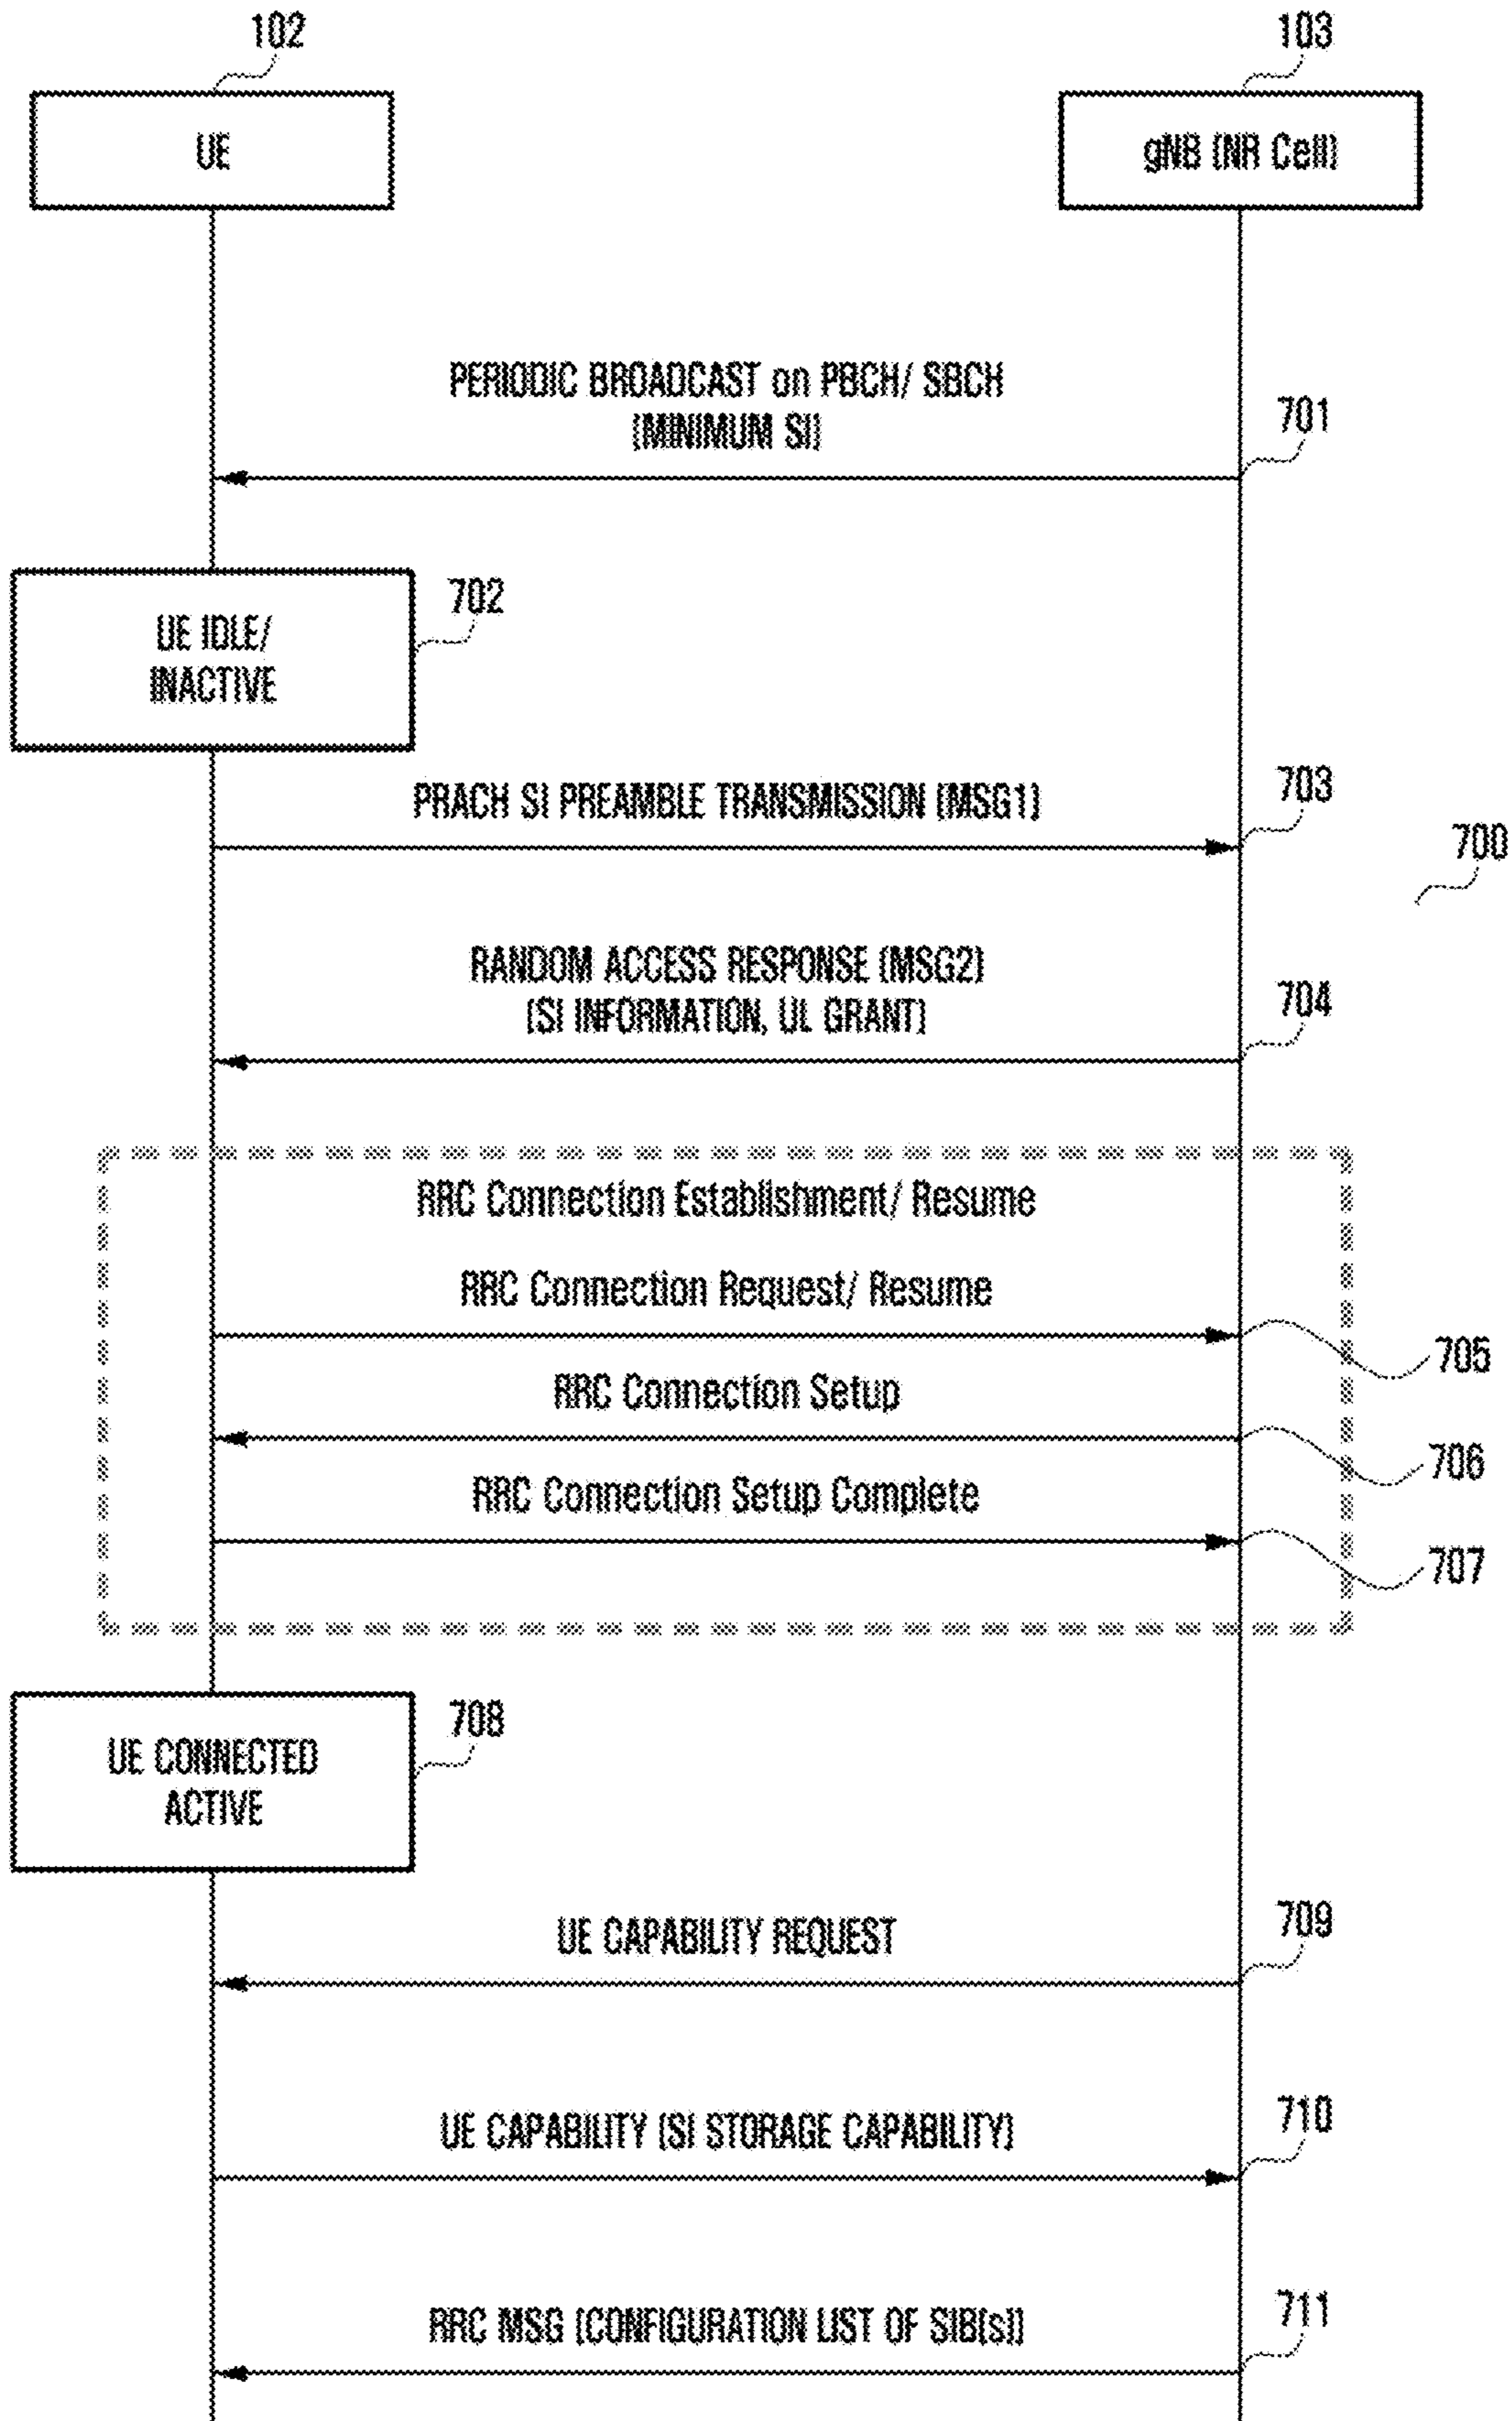 102
103
UE
gNB (NR Cell)
PERIODIC BROADCAST on PBCH/ SBCH
[MINIMUM SI]
701
UE IDLE/
INACTIVE
702
PRACH SI PREAMBLE TRANSMISSION (MSG1)
703
700
RANDOM ACCESS RESPONSE (MSG2)
[SI INFORMATION, UL GRANT]
704
RRC Connection Establishment/ Resume
RRC Connection Request/ Resume
705
RRC Connection Setup
706
RRC Connection Setup Complete
707
UE CONNECTED
ACTIVE
708
UE CAPABILITY REQUEST
709
UE CAPABILITY [SI STORAGE CAPABILITY]
710
RRC MSG [CONFIGURATION LIST OF SIB(s)]
711